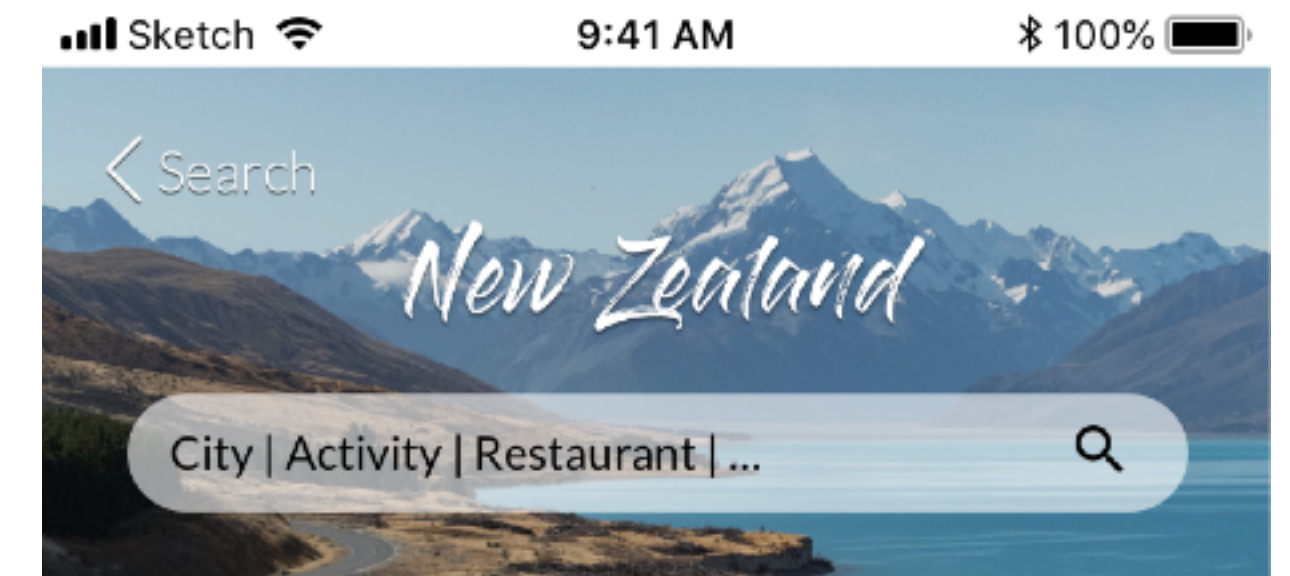 Sketch 9:41 AM 100%
Search
New Zealand
City | Activity | Restaurant | ...